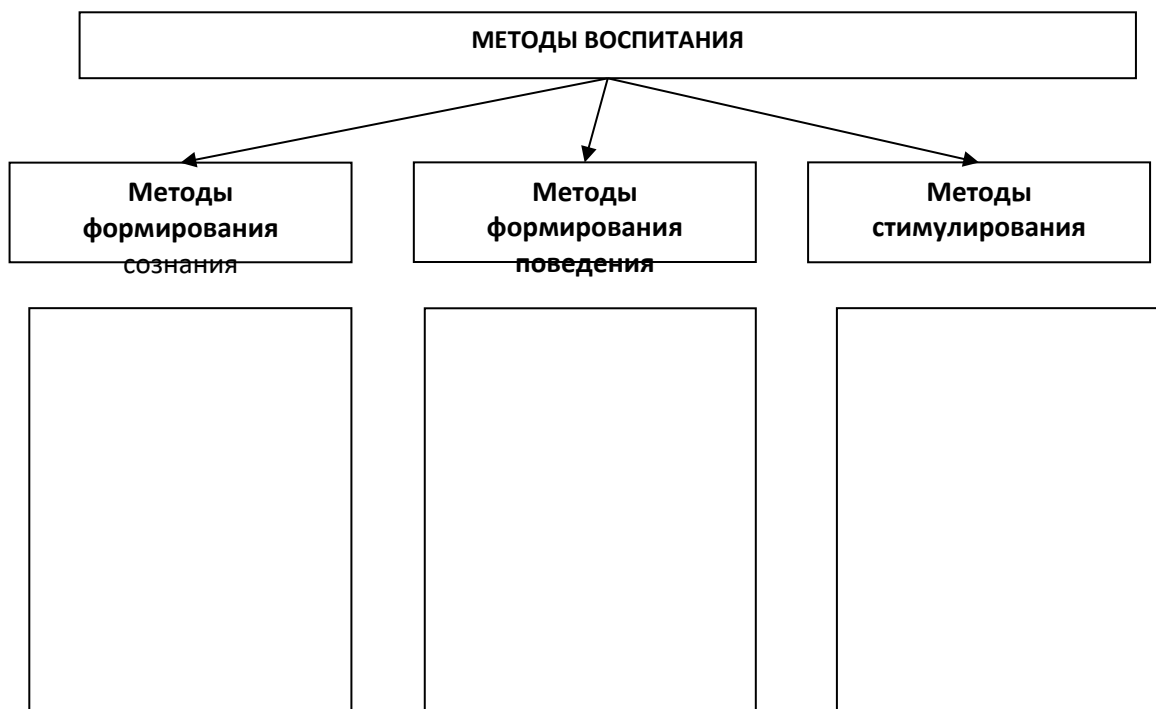 МЕТОДЫ ВОСПИТАНИЯ
Методы
формирования
сознания
Методы
формирования
поведения
Методы
стимулирования